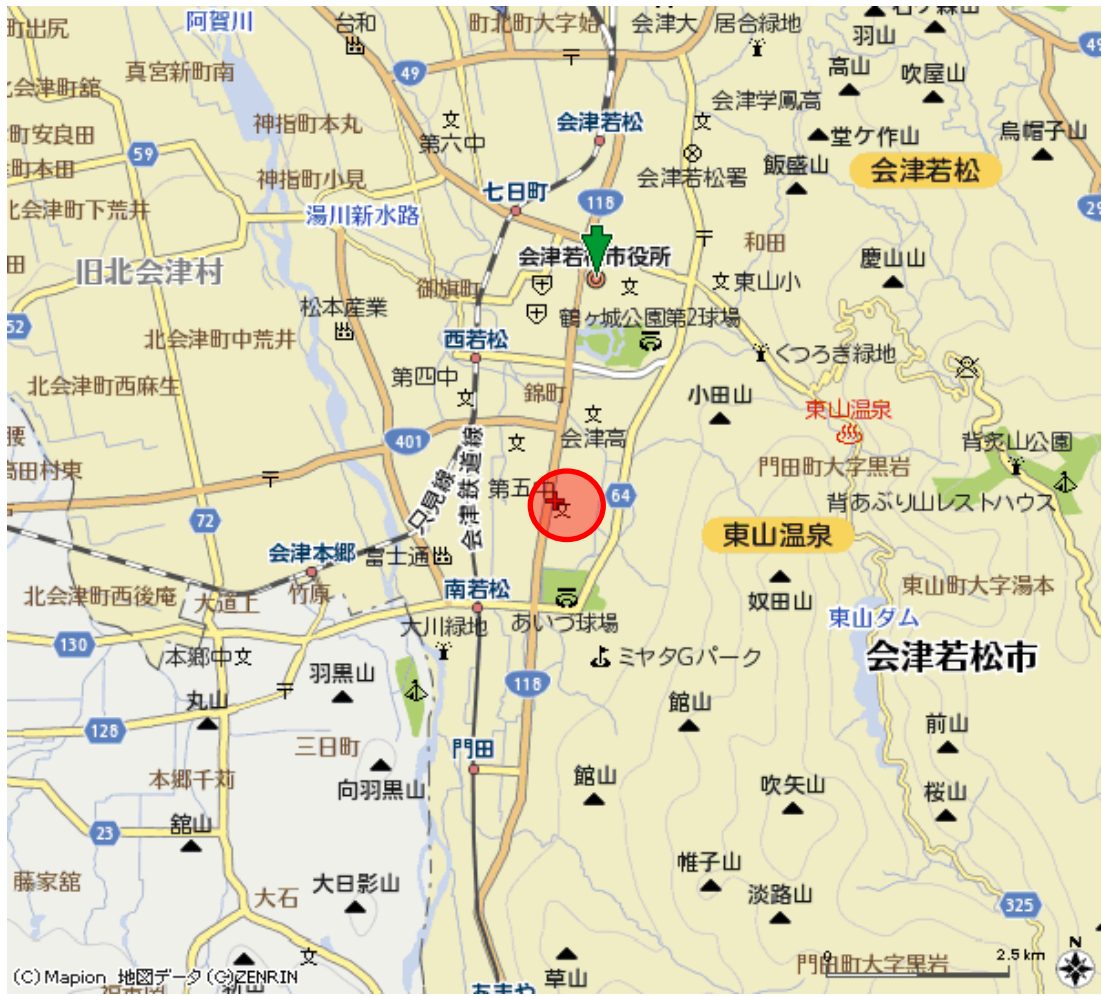 町出尻
阿賀川
台和
町北町大字始
会津大
居合緑地
羽山
49
真宮新町南
49
高山
吹屋山
北会津町舘
会津学鳳高
町安良田
神指町本丸
第六中
会津若松
堂ケ作山
烏帽子山
59
町本田
神指町小見
会津若松署
飯盛山
会津若松
七日町
118
北会津町下荒井
湯川新水路
29
和田
田
旧北会津村
会津若松市役所
慶山山
御旗町
東山小
松本産業
52
北会津町中荒井
西若松
鶴ヶ城公園第2球場
くつろぎ緑地
北会津町西麻生
第四中
錦町
小田山
東山温泉
401
会津高
背炙山公園
高田村東
只見線
会津鉄道線
門田町大字黒岩
第五中
64
背あぶり山レストハウス
72
東山温泉
会津本郷
富士通
北会津町西後庵
大道上
竹原
南若松
奴田山
東山町大字湯本
130
大川緑地
あいづ球場
東山ダム
本郷中
羽黒山
ミヤタGパーク
会津若松市
丸山
118
館山
128
三日町
門田
前山
本郷千苅
向羽黒山
館山
吹矢山
桜山
23
舘山
帷子山
藤家舘
大石
大日影山
淡路山
325
草山
門田町大字黒岩
0
2.5km
N
(C)Mapion 地図データ(C)ZENRIN
あまや